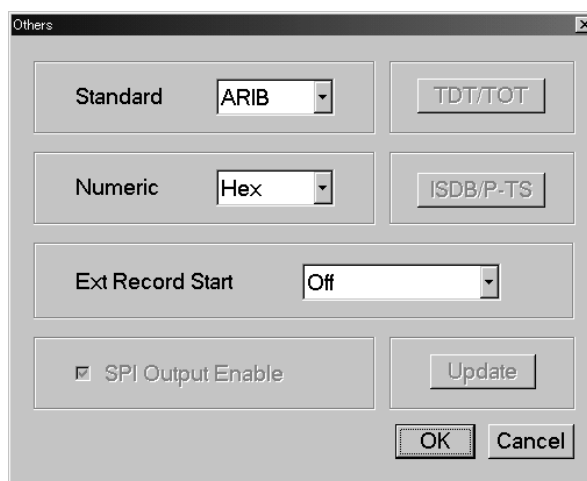 Others
Standard ARIB TDT/TOT
Numeric Hex ISDB/P-TS
Ext Record Start Off
SPI Output Enable Update
OK Cancel